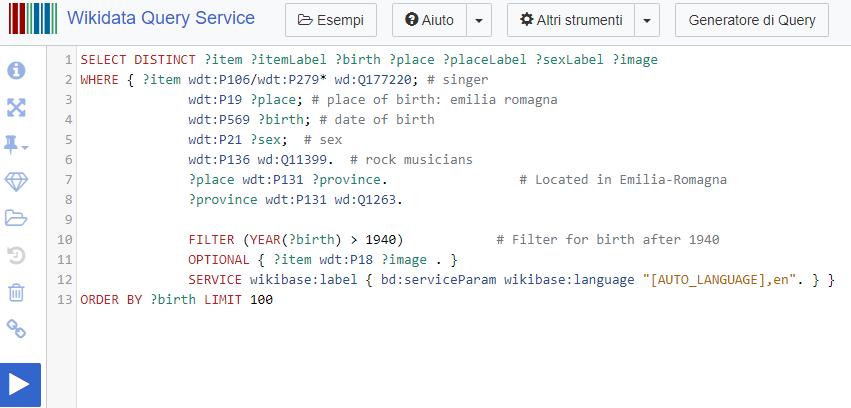 Wikidata Query Service Esempi Aiuto Altri strumenti Generatore di Query
1 SELECT DISTINCT ?item ?itemLabel ?birth ?place ?placeLabel ?sexLabel ?image
2 WHERE { ?item wdt:P106/wdt:P279* wd:Q177220; # singer
3 wdt:P19 ?place; # place of birth: emilia romagna
4 wdt:P569 ?birth; # date of birth
5 wdt:P21 ?sex; # sex
6 wdt:P136 wd:Q11399. # rock musicians
7 ?place wdt:P131 ?province. # Located in Emilia-Romagna
8 ?province wdt:P131 wd:Q1263.
9
10 FILTER (YEAR(?birth) > 1940) # Filter for birth after 1940
11 OPTIONAL { ?item wdt:P18 ?image . }
12 SERVICE wikibase:label { bd:serviceParam wikibase:language "[AUTO_LANGUAGE],en". } }
13 ORDER BY ?birth LIMIT 100